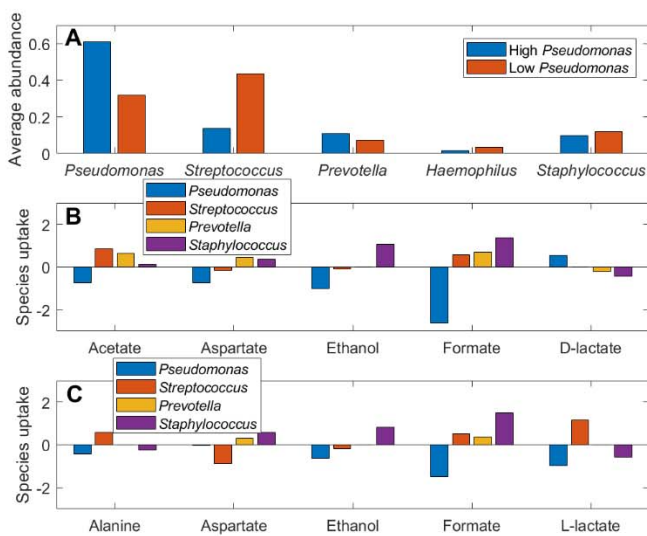 A
Average abundance
0.6
0.4
0.2
0
High Pseudomonas
Low Pseudomonas
Pseudomonas Streptococcus Prevotella Haemophilus Staphylococcus
B
Species uptake
2
0
-2
Pseudomonas
Streptococcus
Prevotella
Staphylococcus
Acetate Aspartate Ethanol Formate D-lactate
C
Species uptake
2
0
-2
Pseudomonas
Streptococcus
Prevotella
Staphylococcus
Alanine Aspartate Ethanol Formate L-lactate